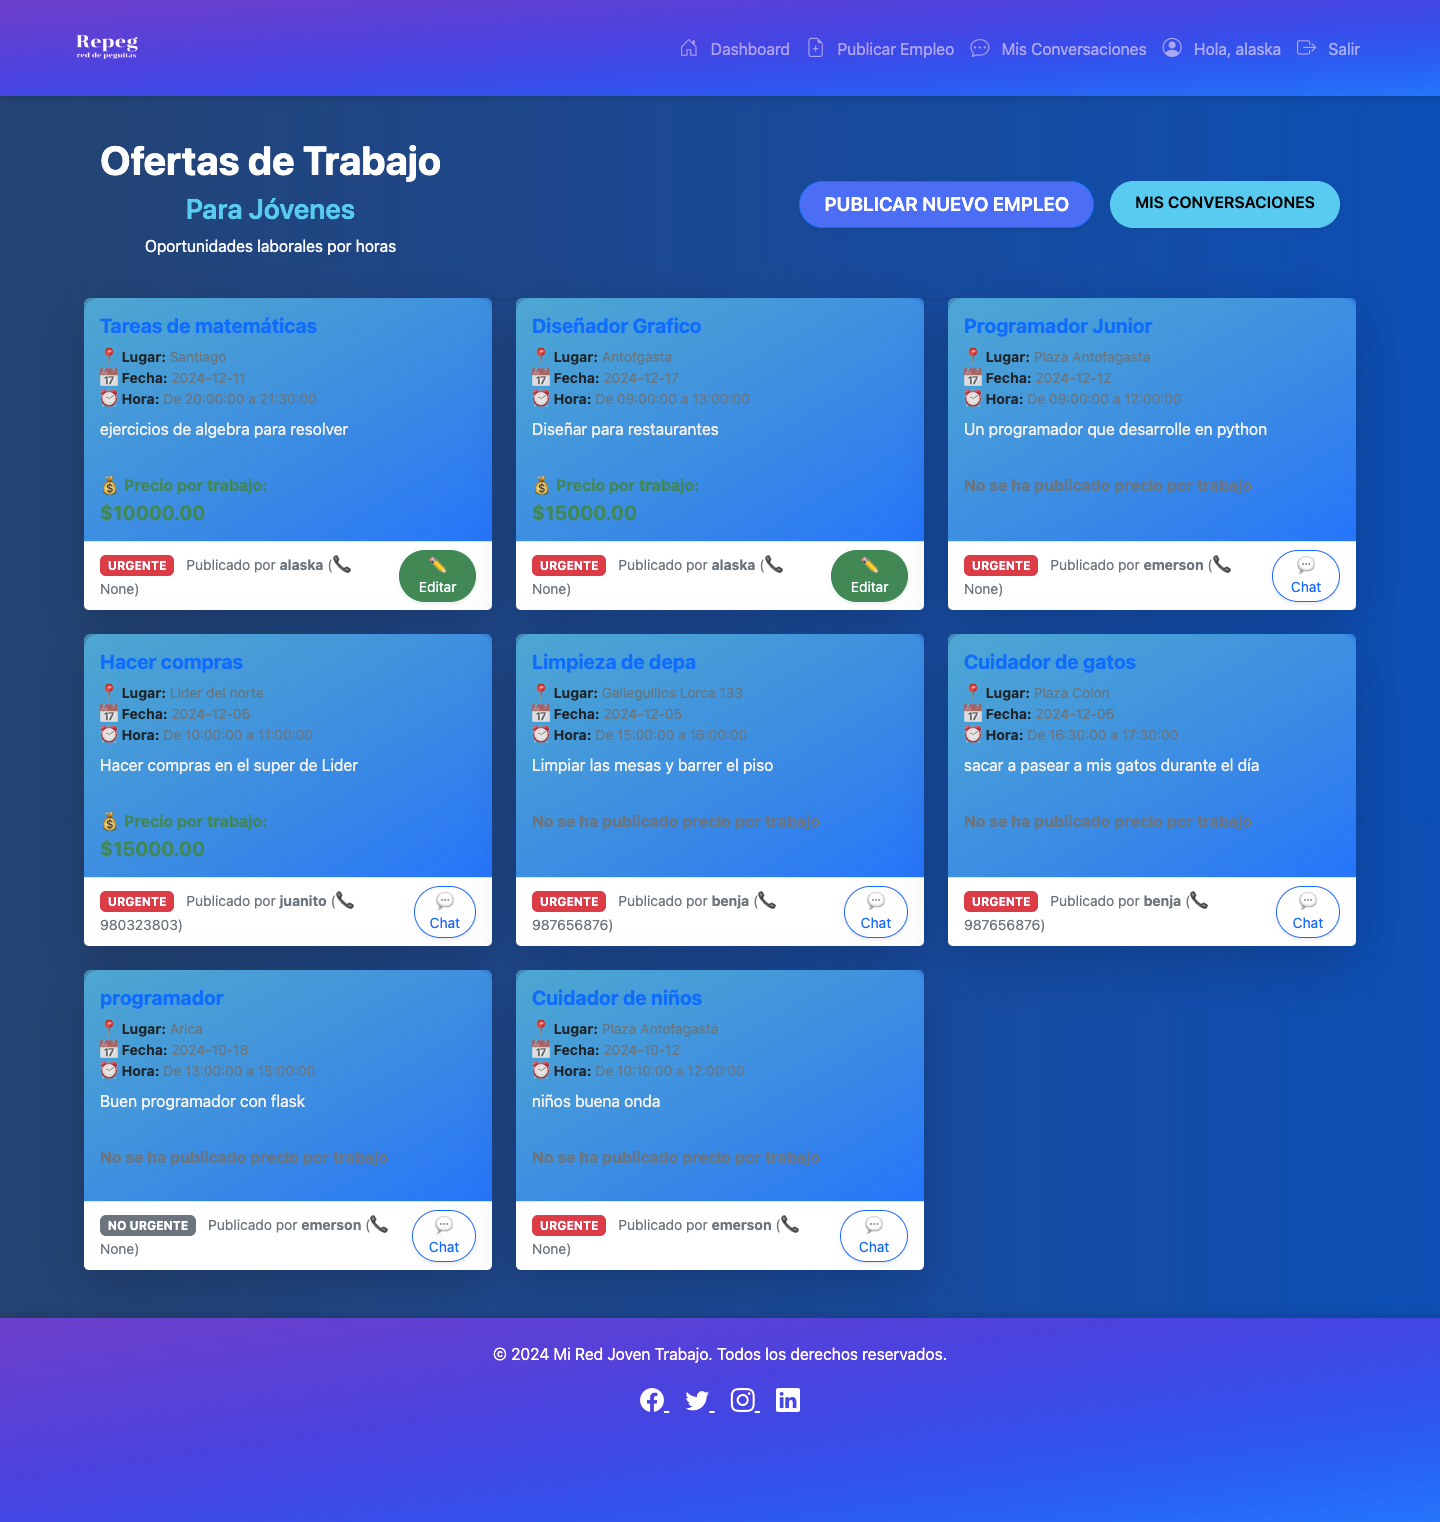 Repeg
red de peguitas
Dashboard
Publicar Empleo
Mis Conversaciones
Hola, alaska
Salir
Ofertas de Trabajo
Para Jóvenes
Oportunidades laborales por horas
PUBLICAR NUEVO EMPLEO
MIS CONVERSACIONES
Tareas de matemáticas
📍 Lugar: Santiago
📅 Fecha: 2024-12-11
⏰ Hora: De 20:00:00 a 21:30:00
ejercicios de algebra para resolver
💰 Precio por trabajo:
$10000.00
URGENTE Publicado por alaska (📞
None)
✏️
Editar
Diseñador Grafico
📍 Lugar: Antofgasta
📅 Fecha: 2024-12-17
⏰ Hora: De 09:00:00 a 13:00:00
Diseñar para restaurantes
💰 Precio por trabajo:
$15000.00
URGENTE Publicado por alaska (📞
None)
✏️
Editar
Programador Junior
📍 Lugar: Plaza Antofagasta
📅 Fecha: 2024-12-12
⏰ Hora: De 09:00:00 a 12:00:00
Un programador que desarrolle en python
No se ha publicado precio por trabajo
URGENTE Publicado por emerson (📞
None)
💬
Chat
Hacer compras
📍 Lugar: Lider del norte
📅 Fecha: 2024-12-06
⏰ Hora: De 10:00:00 a 11:00:00
Hacer compras en el super de Lider
💰 Precio por trabajo:
$15000.00
URGENTE Publicado por juanito (📞
980323803)
💬
Chat
Limpieza de depa
📍 Lugar: Galleguillos Lorca 133
📅 Fecha: 2024-12-05
⏰ Hora: De 15:00:00 a 16:00:00
Limpiar las mesas y barrer el piso
No se ha publicado precio por trabajo
URGENTE Publicado por benja (📞
987656876)
💬
Chat
Cuidador de gatos
📍 Lugar: Plaza Colon
📅 Fecha: 2024-12-06
⏰ Hora: De 16:30:00 a 17:30:00
sacar a pasear a mis gatos durante el día
No se ha publicado precio por trabajo
URGENTE Publicado por benja (📞
987656876)
💬
Chat
programador
📍 Lugar: Arica
📅 Fecha: 2024-10-18
⏰ Hora: De 13:00:00 a 15:00:00
Buen programador con flask
No se ha publicado precio por trabajo
NO URGENTE Publicado por emerson (📞
None)
💬
Chat
Cuidador de niños
📍 Lugar: Plaza Antofagasta
📅 Fecha: 2024-10-12
⏰ Hora: De 10:10:00 a 12:00:00
niños buena onda
No se ha publicado precio por trabajo
URGENTE Publicado por emerson (📞
None)
💬
Chat
© 2024 Mi Red Joven Trabajo. Todos los derechos reservados.